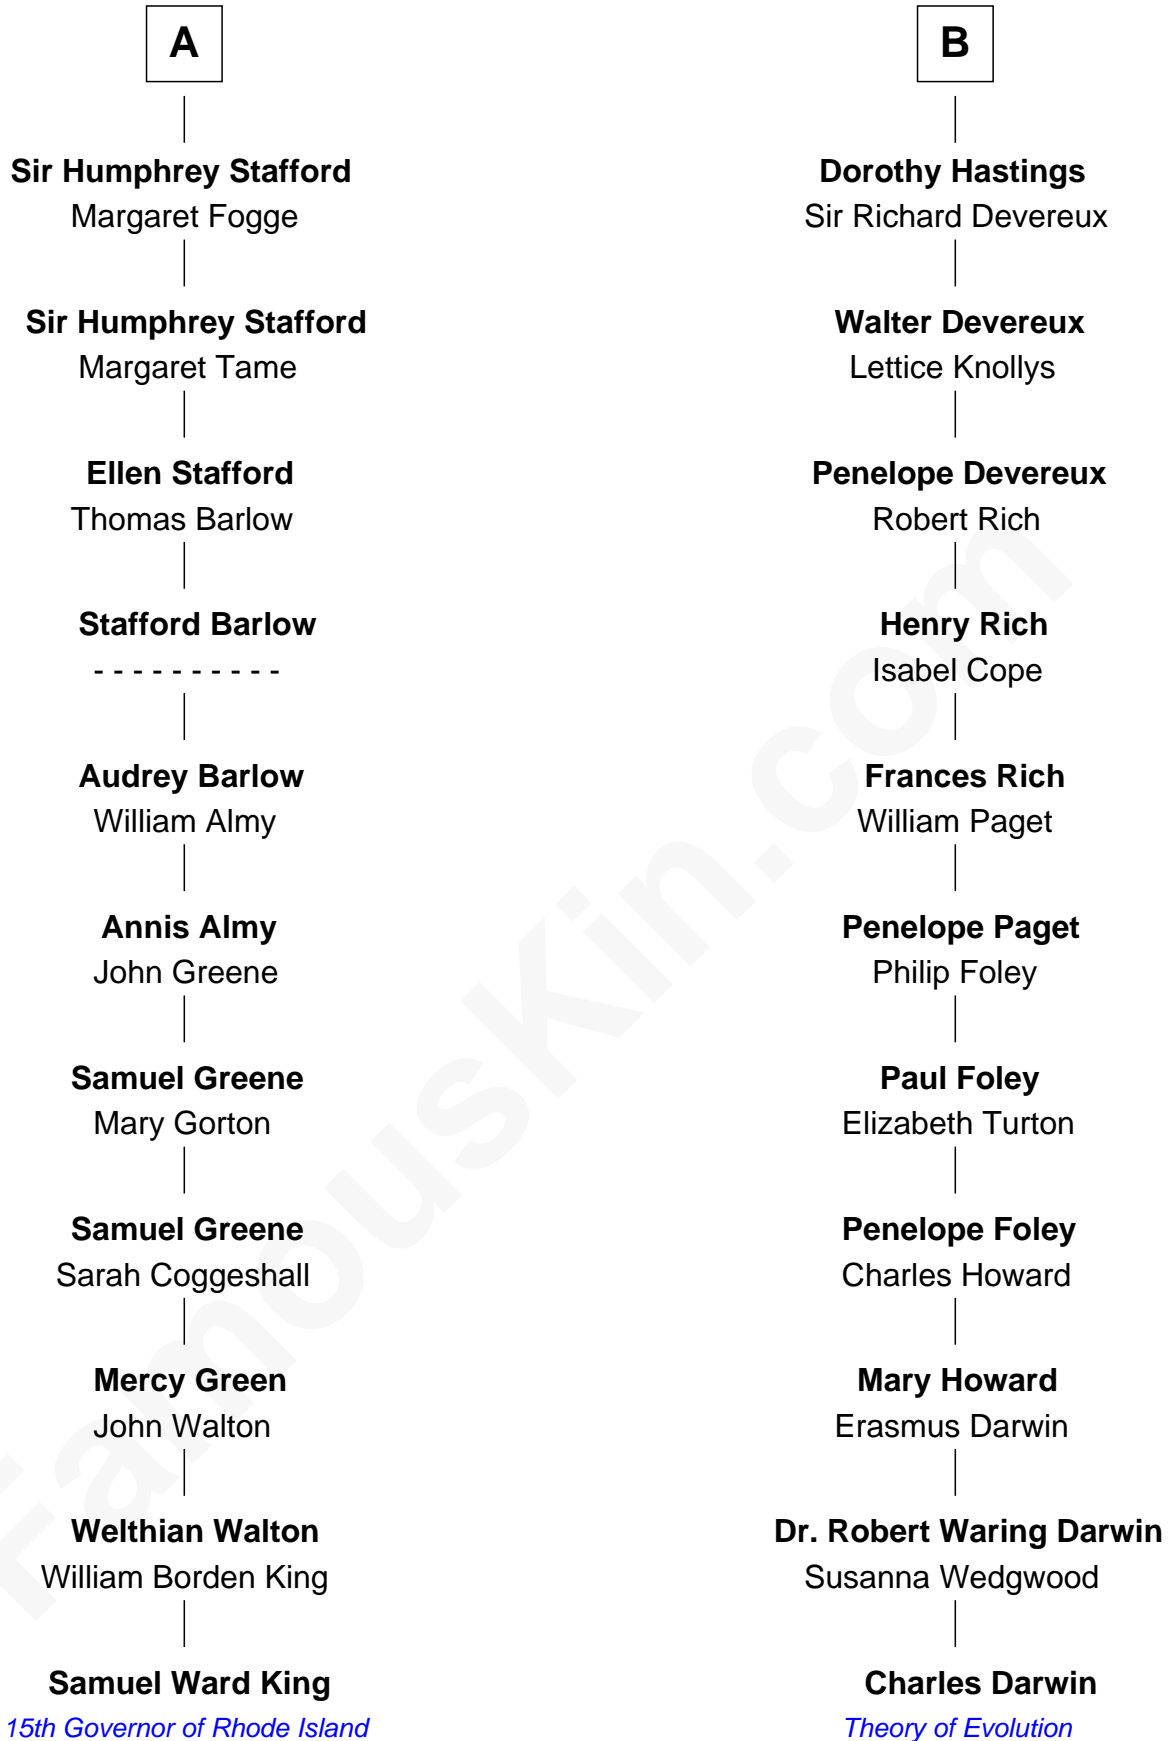 A
Sir Humphrey Stafford
Margaret Fogge
Sir Humphrey Stafford
Margaret Tame
Ellen Stafford
Thomas Barlow
Stafford Barlow
- - - - - - - - - -
Audrey Barlow
William Almy
Annis Almy
John Greene
Samuel Greene
Mary Gorton
Samuel Greene
Sarah Coggeshall
Mercy Green
John Walton
Welthian Walton
William Borden King
Samuel Ward King
15th Governor of Rhode Island
B
Dorothy Hastings
Sir Richard Devereux
Walter Devereux
Lettice Knollys
Penelope Devereux
Robert Rich
Henry Rich
Isabel Cope
Frances Rich
William Paget
Penelope Paget
Philip Foley
Paul Foley
Elizabeth Turton
Penelope Foley
Charles Howard
Mary Howard
Erasmus Darwin
Dr. Robert Waring Darwin
Susanna Wedgwood
Charles Darwin
Theory of Evolution
FamousKin.com